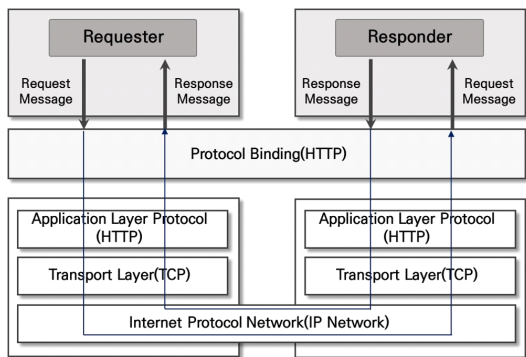 Requester
Responder
Request
Message
Response
Message
Response
Message
Request
Message
Protocol Binding(HTTP)
Application Layer Protocol
(HTTP)
Application Layer Protocol
(HTTP)
Transport Layer(TCP)
Transport Layer(TCP)
Internet Protocol Network(IP Network)